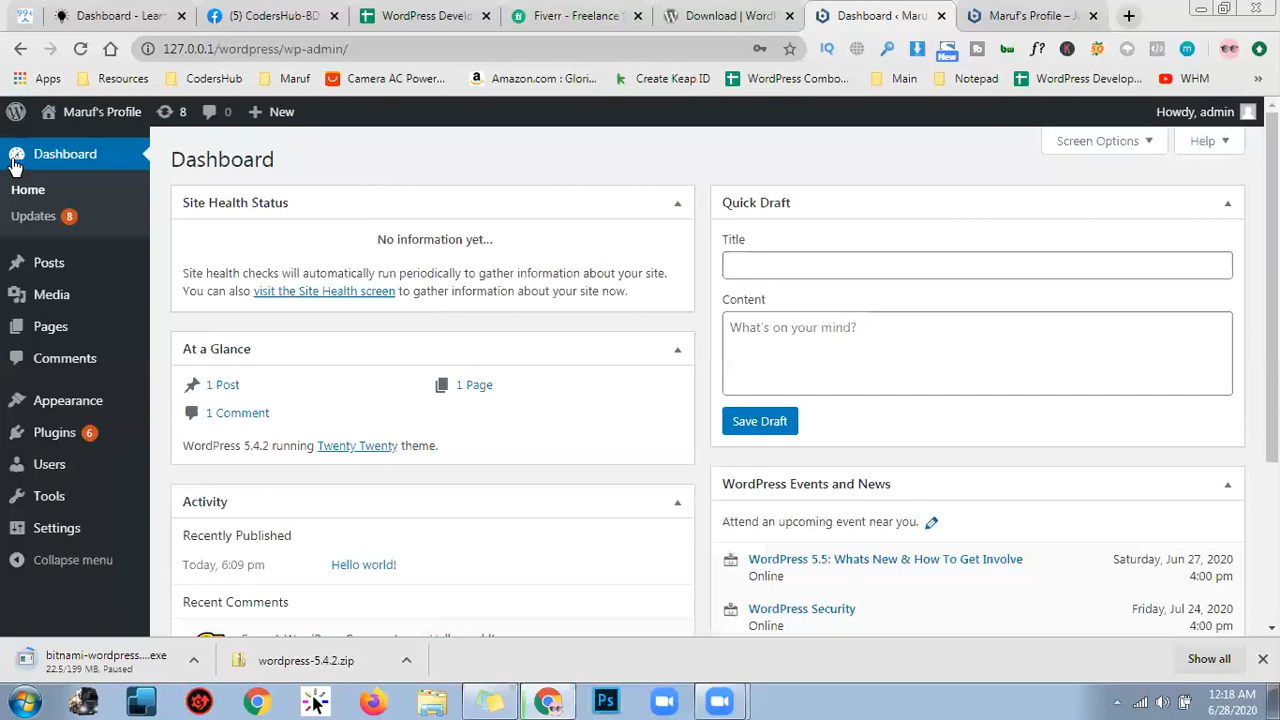 Dashboard - Lear
(5) CodersHub-BD
WordPress Develo
Fiverr - Freelance
Download | WordP
Dashboard ‹ Maru
Maruf's Profile – J
127.0.0.1/wordpress/wp-admin/
Apps
Resources
CodersHub
Maruf
Camera AC Power...
Amazon.com : Glori...
Create Keap ID
WordPress Combo...
Main
Notepad
WordPress Develop...
WHM
»
Maruf's Profile
8
0
New
Howdy, admin
Dashboard
Home
Updates 8
Posts
Media
Pages
Comments
Appearance
Plugins 6
Users
Tools
Settings
Collapse menu
Screen Options
Help
Dashboard
Site Health Status
No information yet...
Site health checks will automatically run periodically to gather information about your site.
You can also visit the Site Health screen to gather information about your site now.
At a Glance
1 Post
1 Page
1 Comment
WordPress 5.4.2 running Twenty Twenty theme.
Activity
Recently Published
Today, 6:09 pm
Hello world!
Recent Comments
Quick Draft
Title
Content
What's on your mind?
Save Draft
WordPress Events and News
Attend an upcoming event near you.
WordPress 5.5: Whats New & How To Get Involve
Saturday, Jun 27, 2020
Online
4:00 pm
WordPress Security
Friday, Jul 24, 2020
Online
4:00 pm
bitnami-wordpress....exe
22.5/199 MB, Paused
wordpress-5.4.2.zip
Show all
12:18 AM
6/28/2020